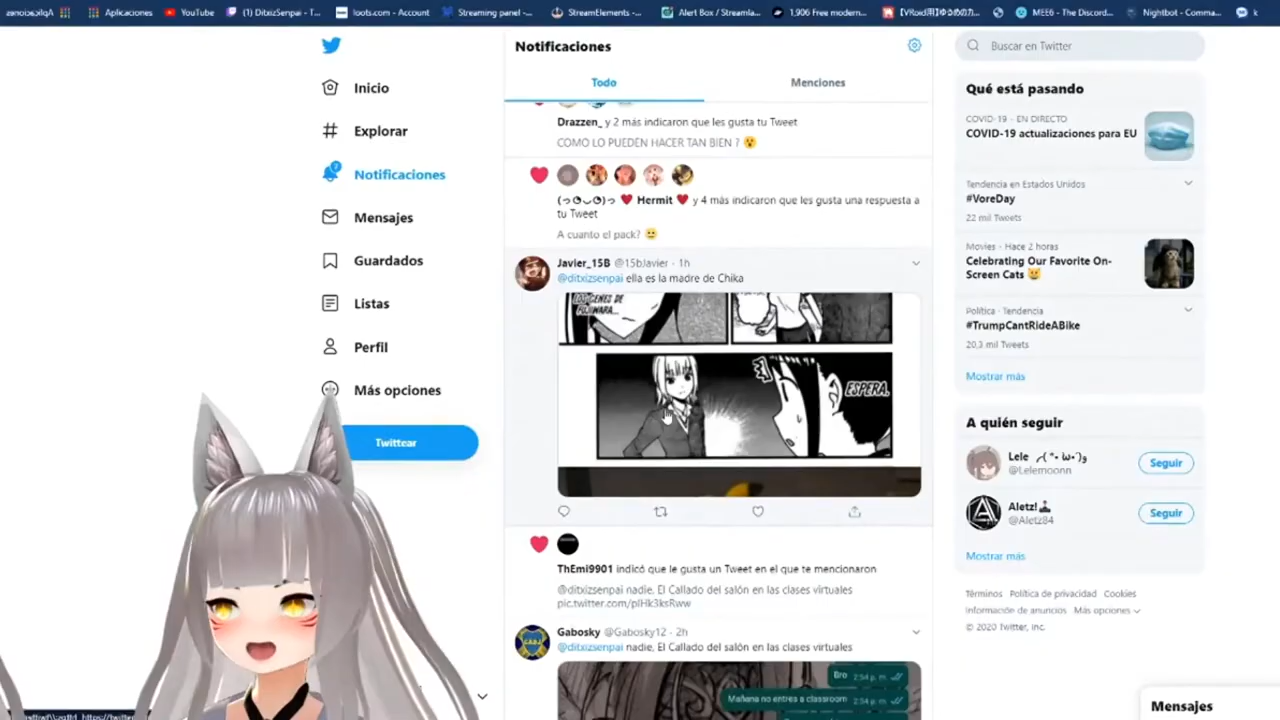 Aplicaciones
YouTube
(1) DitxizSenpai - T...
loots.com - Account
Streaming panel -...
StreamElements -...
Alert Box / Streamla...
1,906 Free modern...
MEE6 - The Discord...
Nightbot - Comma...
k
Inicio
Explorar
Notificaciones
Mensajes
Guardados
Listas
Perfil
Más opciones
Twittear
Notificaciones
Todo
Menciones
Drazzen_ y 2 más indicaron que les gusta tu Tweet
COMO LO PUEDEN HACER TAN BIEN ? 😮
(っ◔◡◔)っ ♥ Hermit ♥ y 4 más indicaron que les gusta una respuesta a
tu Tweet
A cuanto el pack? 😐
Javier_15B @15bJavier · 1h
@ditxizsenpai ella es la madre de Chika
FUJIWARA...
ESPERA.
ThEmi9901 indicó que le gusta un Tweet en el que te mencionaron
@ditxizsenpai nadie, El Callado del salón en las clases virtuales
pic.twitter.com/plHk3ksRww
Gabosky @Gabosky12 · 2h
@ditxizsenpai nadie, El Callado del salón en las clases virtuales
Bro 2:54 p. m.
Mañana no entres a classroom 2:54 p. m.
Buscar en Twitter
Qué está pasando
COVID-19 · EN DIRECTO
COVID-19 actualizaciones para EU
Tendencia en Estados Unidos
#VoreDay
22 mil Tweets
Movies · Hace 2 horas
Celebrating Our Favorite On-
Screen Cats 😺
Política · Tendencia
#TrumpCantRideABike
20,3 mil Tweets
Mostrar más
A quién seguir
Lele
@Lelemoonn
Seguir
Aletz!
@Aletz84
Seguir
Mostrar más
Términos Política de privacidad Cookies
Información de anuncios Más opciones
© 2020 Twitter, Inc.
Mensajes